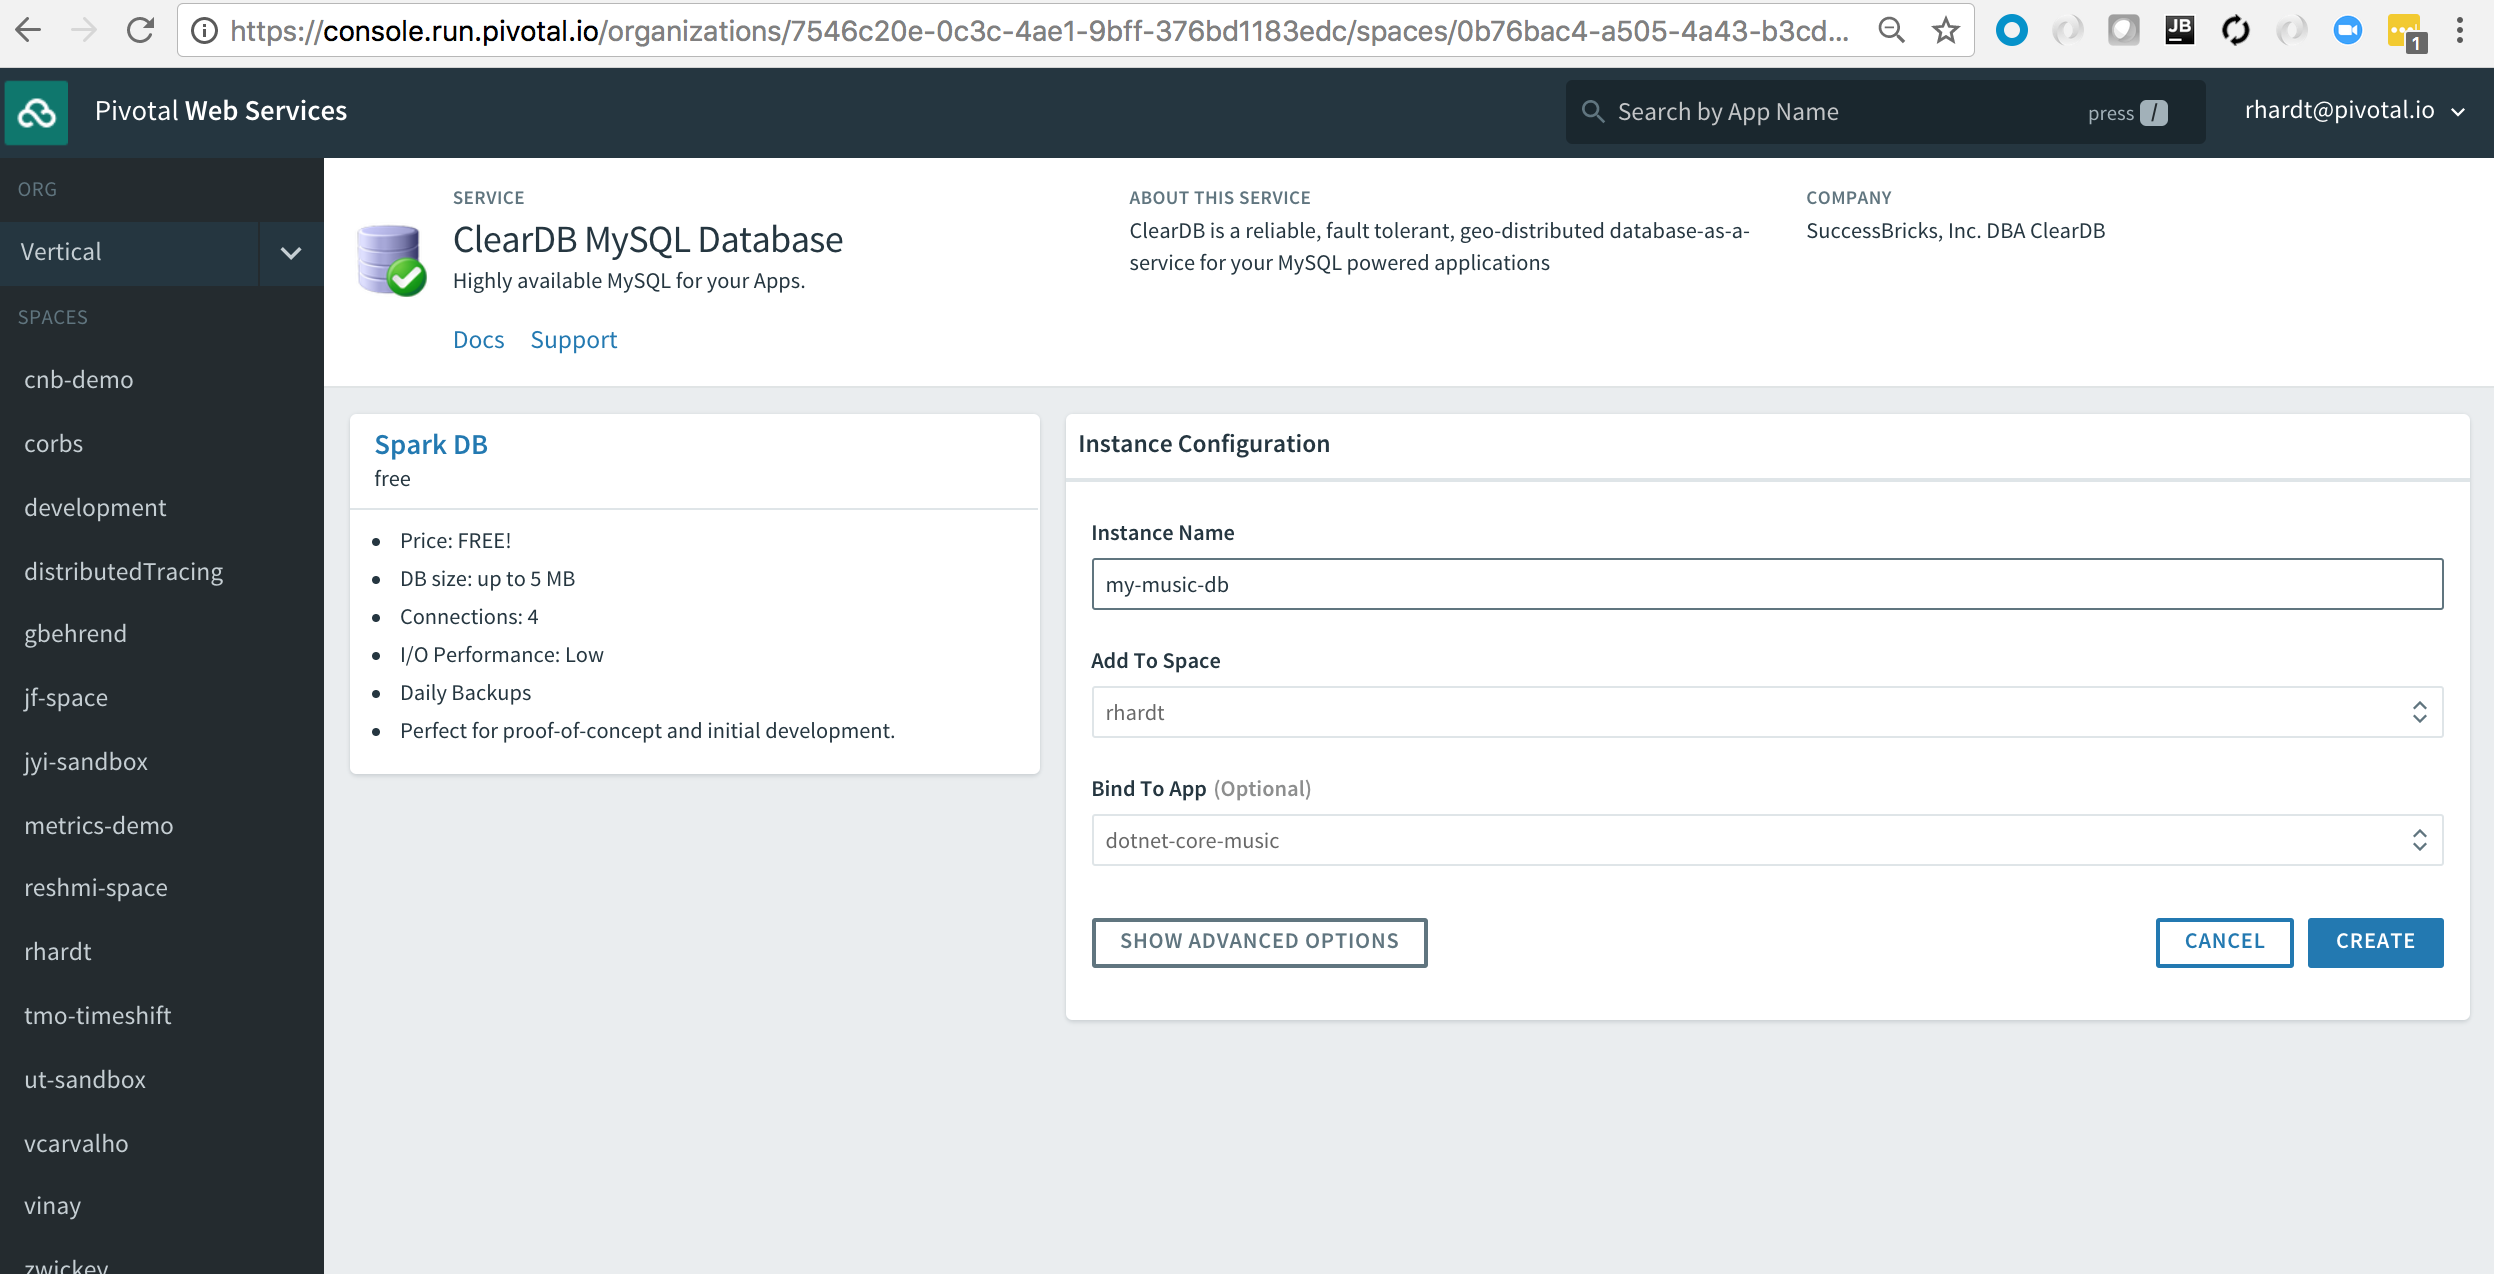 https://console.run.pivotal.io/organizations/7546c20e-0c3c-4ae1-9bff-376bd1183edc/spaces/0b76bac4-a505-4a43-b3cd...
JB
1
Pivotal Web Services
Search by App Name
press /
rhardt@pivotal.io
ORG
Vertical
SPACES
cnb-demo
corbs
development
distributedTracing
gbehrend
jf-space
jyi-sandbox
metrics-demo
reshmi-space
rhardt
tmo-timeshift
ut-sandbox
vcarvalho
vinay
zwickey
SERVICE
ClearDB MySQL Database
Highly available MySQL for your Apps.
Docs Support
ABOUT THIS SERVICE
ClearDB is a reliable, fault tolerant, geo-distributed database-as-a-
service for your MySQL powered applications
COMPANY
SuccessBricks, Inc. DBA ClearDB
Spark DB
free
Price: FREE!
DB size: up to 5 MB
Connections: 4
I/O Performance: Low
Daily Backups
Perfect for proof-of-concept and initial development.
Instance Configuration
Instance Name
my-music-db
Add To Space
rhardt
Bind To App (Optional)
dotnet-core-music
SHOW ADVANCED OPTIONS
CANCEL
CREATE